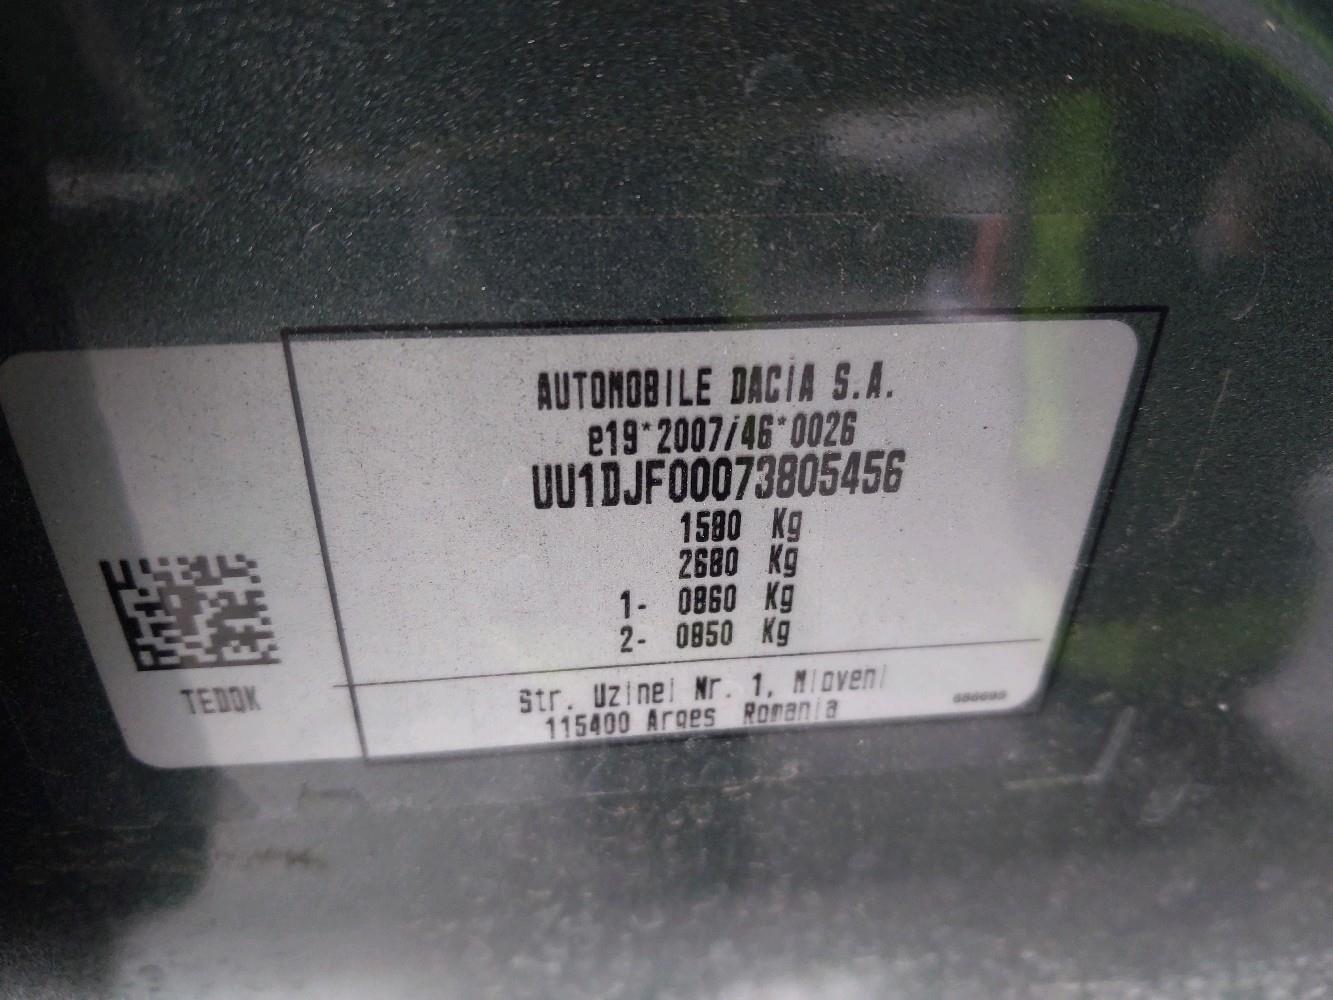 AUTOMOBILE DACIA S.A.
e19*2007/46*0026
UU1DJF00073805456
1580 Kg
2680 Kg
1- 0860 Kg
2- 0850 Kg
TEDQK
Str. Uzinei Nr. 1, Mioveni
115400 Arges Romania